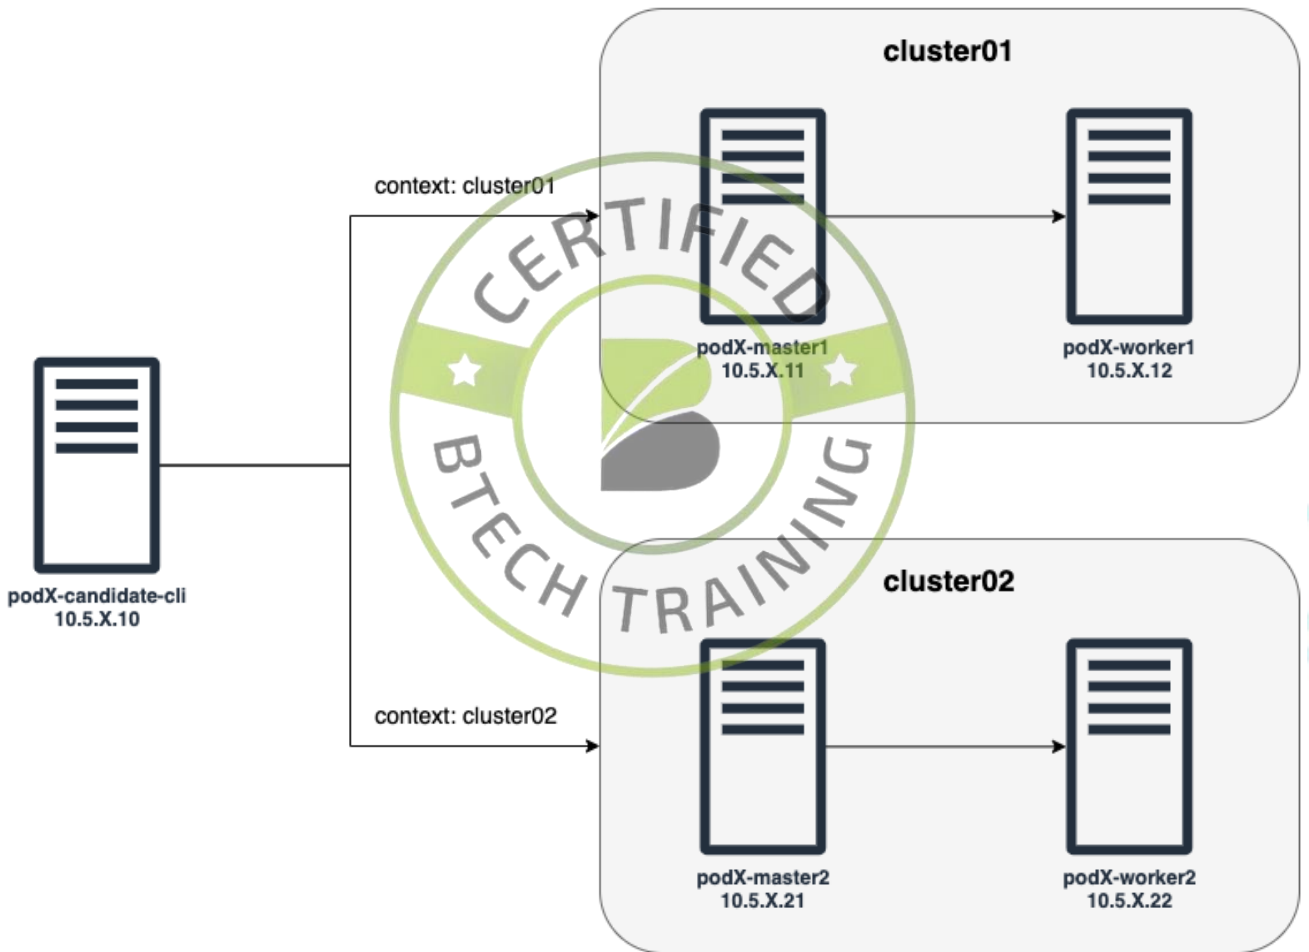 cluster01
context: cluster01
podX-master1
10.5.X.11
podX-worker1
10.5.X.12
CERTIFIED
BTECH TRAINING
podX-candidate-cli
10.5.X.10
cluster02
context: cluster02
podX-master2
10.5.X.21
podX-worker2
10.5.X.22